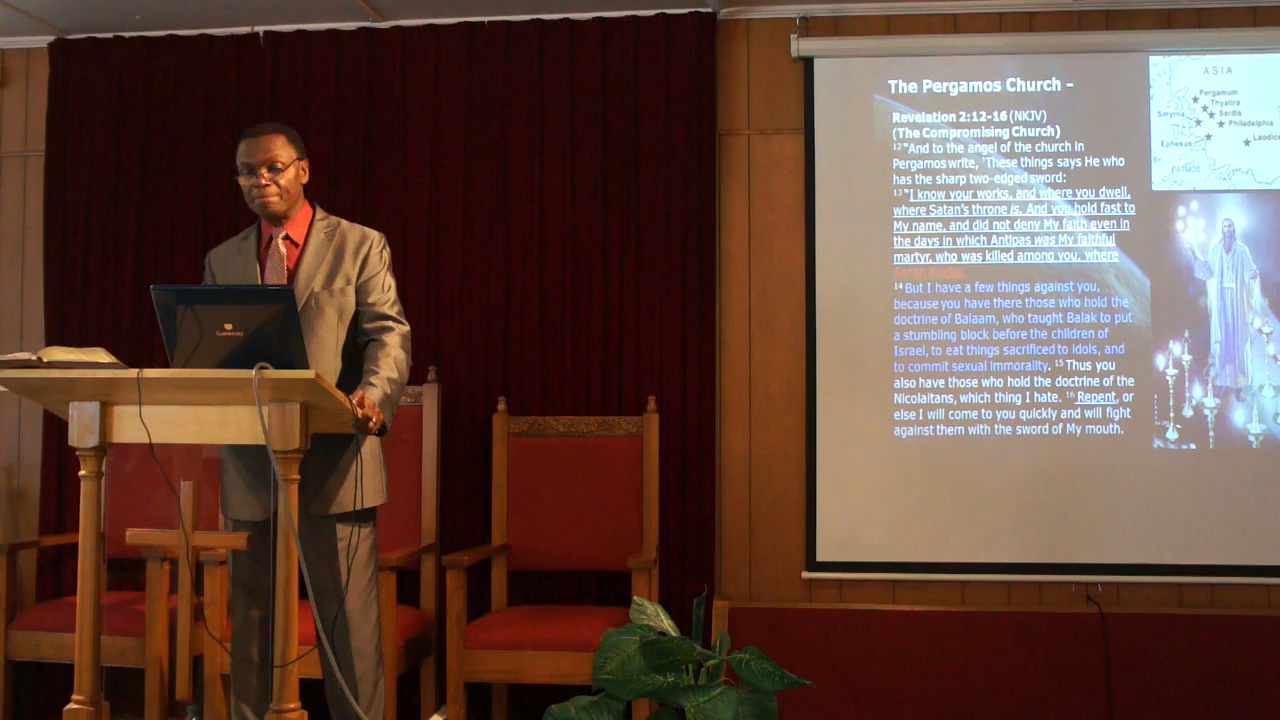 Gateway
The Pergamos Church –
Revelation 2:12-16 (NKJV)
(The Compromising Church)
12 "And to the angel of the church in
Pergamos write, 'These things says He who
has the sharp two-edged sword:
13 "I know your works, and where you dwell,
where Satan's throne is. And you hold fast to
My name, and did not deny My faith even in
the days in which Antipas was My faithful
martyr, who was killed among you, where
Satan dwells.
14 But I have a few things against you,
because you have there those who hold the
doctrine of Balaam, who taught Balak to put
a stumbling block before the children of
Israel, to eat things sacrificed to idols, and
to commit sexual immorality. 15 Thus you
also have those who hold the doctrine of the
Nicolaitans, which thing I hate. 16 Repent, or
else I will come to you quickly and will fight
against them with the sword of My mouth.
ASIA
Pergamum
Thyatira
Smyrna
Sardis
Philadelphia
Ephesus
Laodice
PATMOS